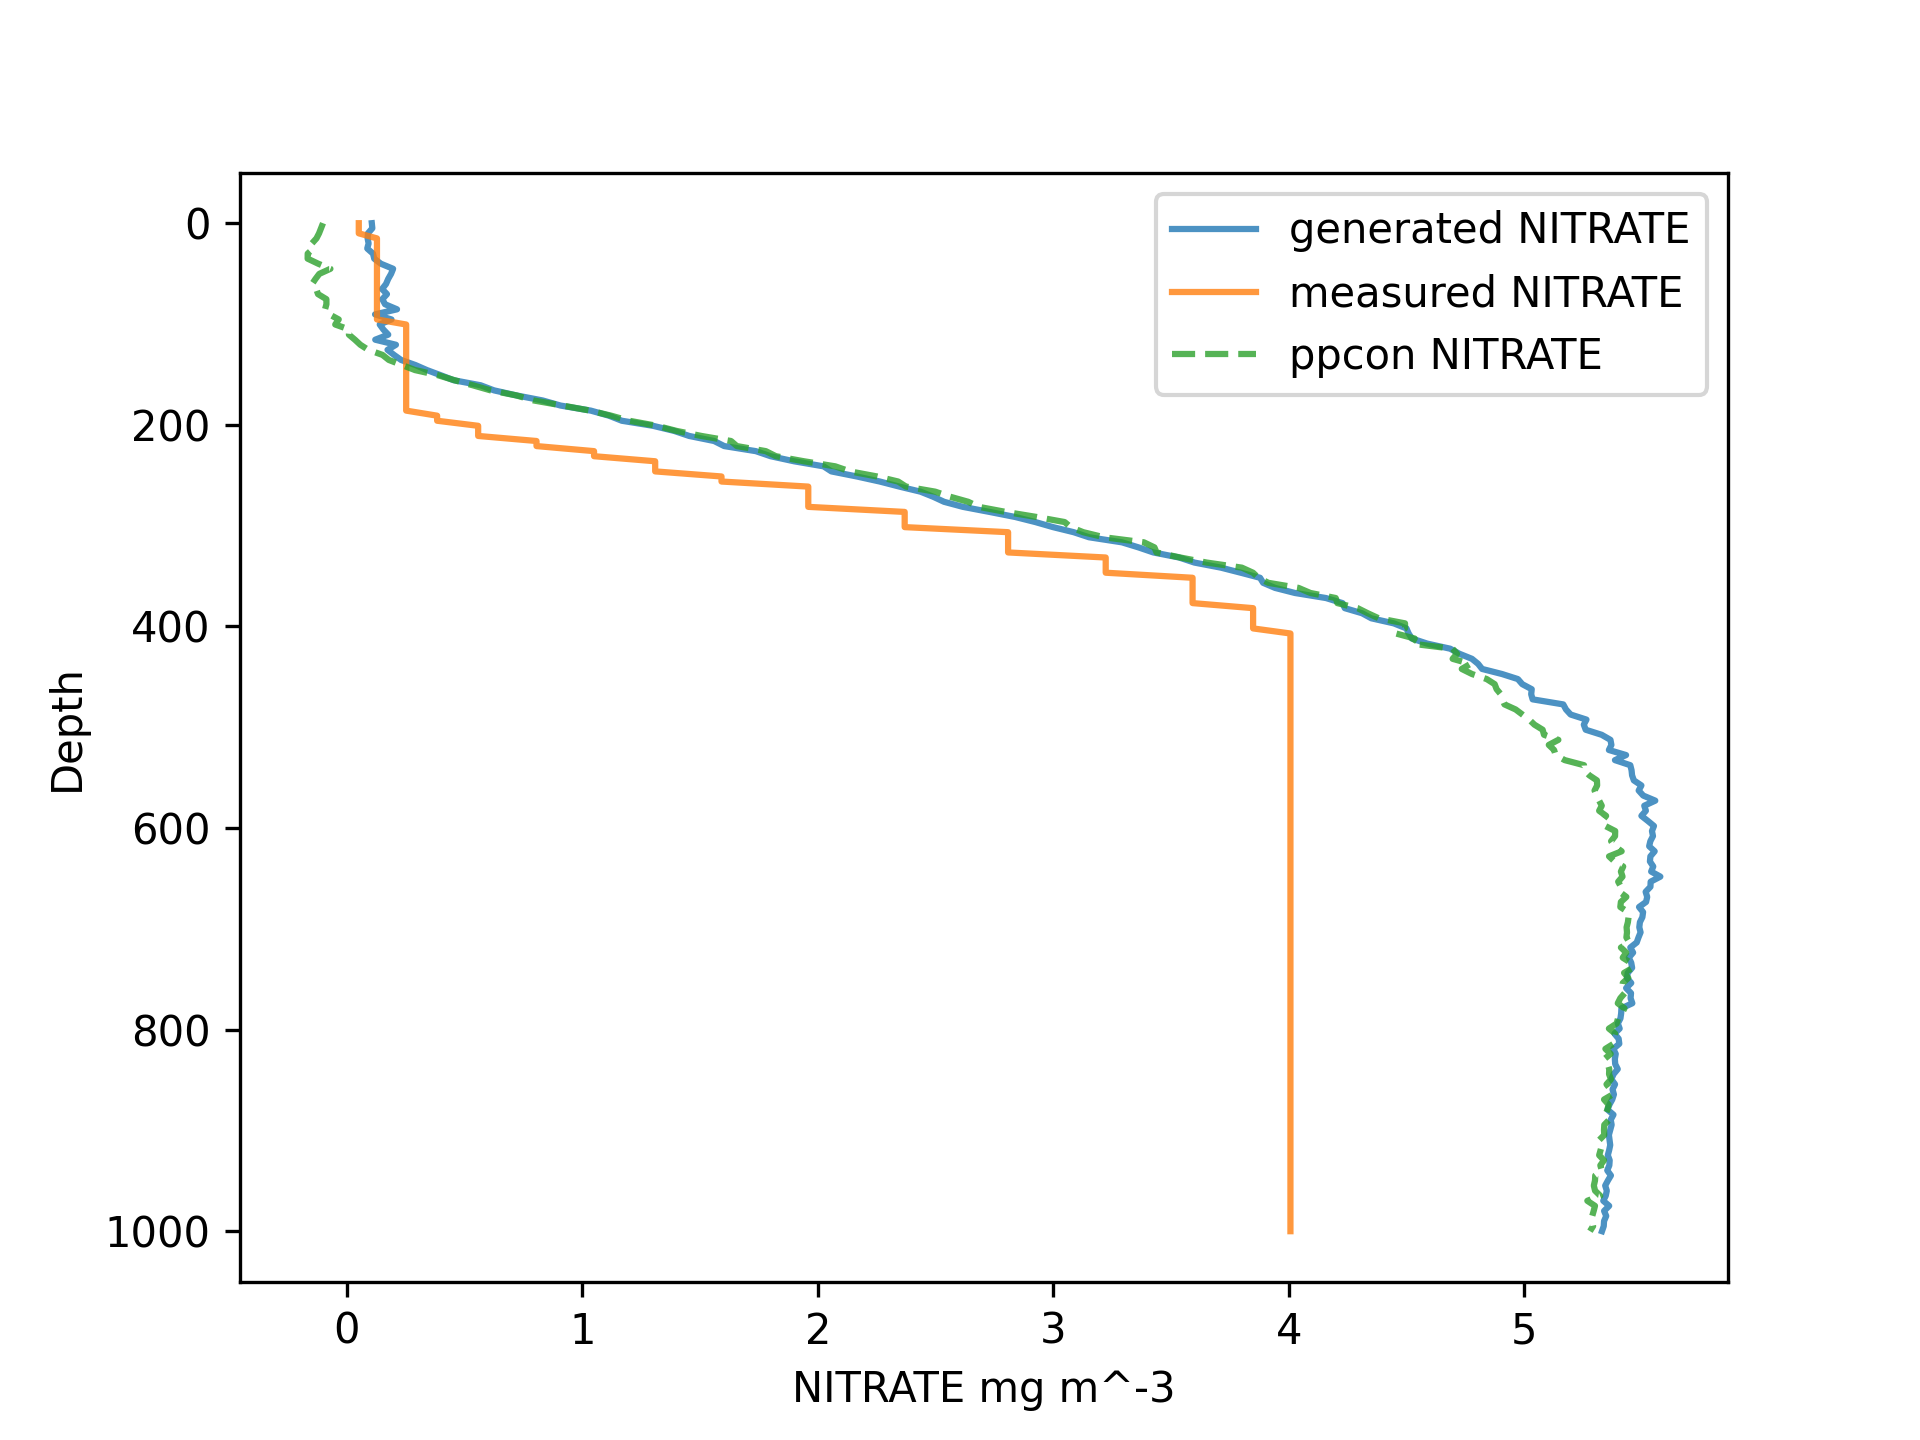 generated NITRATE
measured NITRATE
ppcon NITRATE
0
200
400
600
800
1000
Depth
0 1 2 3 4 5
NITRATE mg m^-3